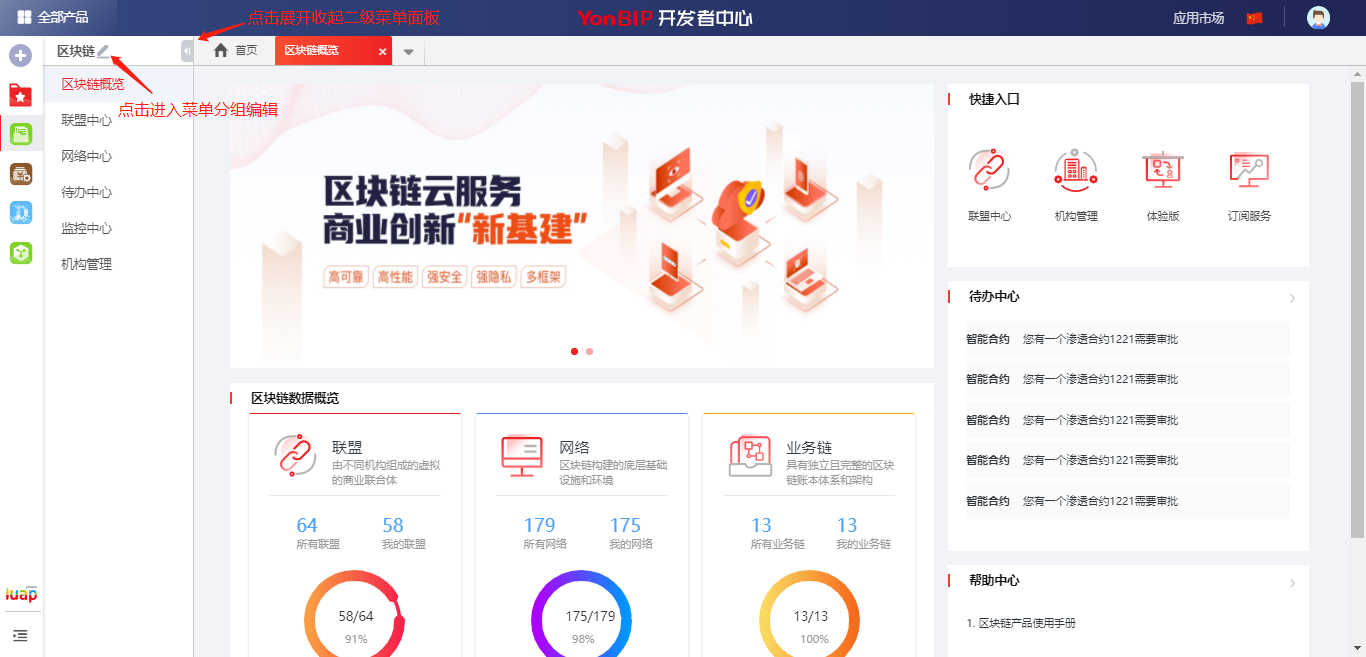 全部产品
点击展开收起二级菜单面板
YonBIP 开发者中心
应用市场
区块链
首页
区块链概览
×
区块链概览
点击进入菜单分组编辑
联盟中心
网络中心
待办中心
监控中心
机构管理
iuap
区块链云服务
商业创新“新基建”
高可靠 高性能 强安全 强隐私 多框架
快捷入口
联盟中心 机构管理 体验版 订阅服务
待办中心
智能合约 您有一个渗透合约1221需要审批
智能合约 您有一个渗透合约1221需要审批
智能合约 您有一个渗透合约1221需要审批
智能合约 您有一个渗透合约1221需要审批
智能合约 您有一个渗透合约1221需要审批
区块链数据概览
联盟
由不同机构组成的虚拟
的商业联合体
64 58
所有联盟 我的联盟
58/64
91%
网络
区块链构建的底层基础
设施和环境
179 175
所有网络 我的网络
175/179
98%
业务链
具有独立且完整的区块
链账本体系和架构
13 13
所有业务链 我的业务链
13/13
100%
帮助中心
1. 区块链产品使用手册